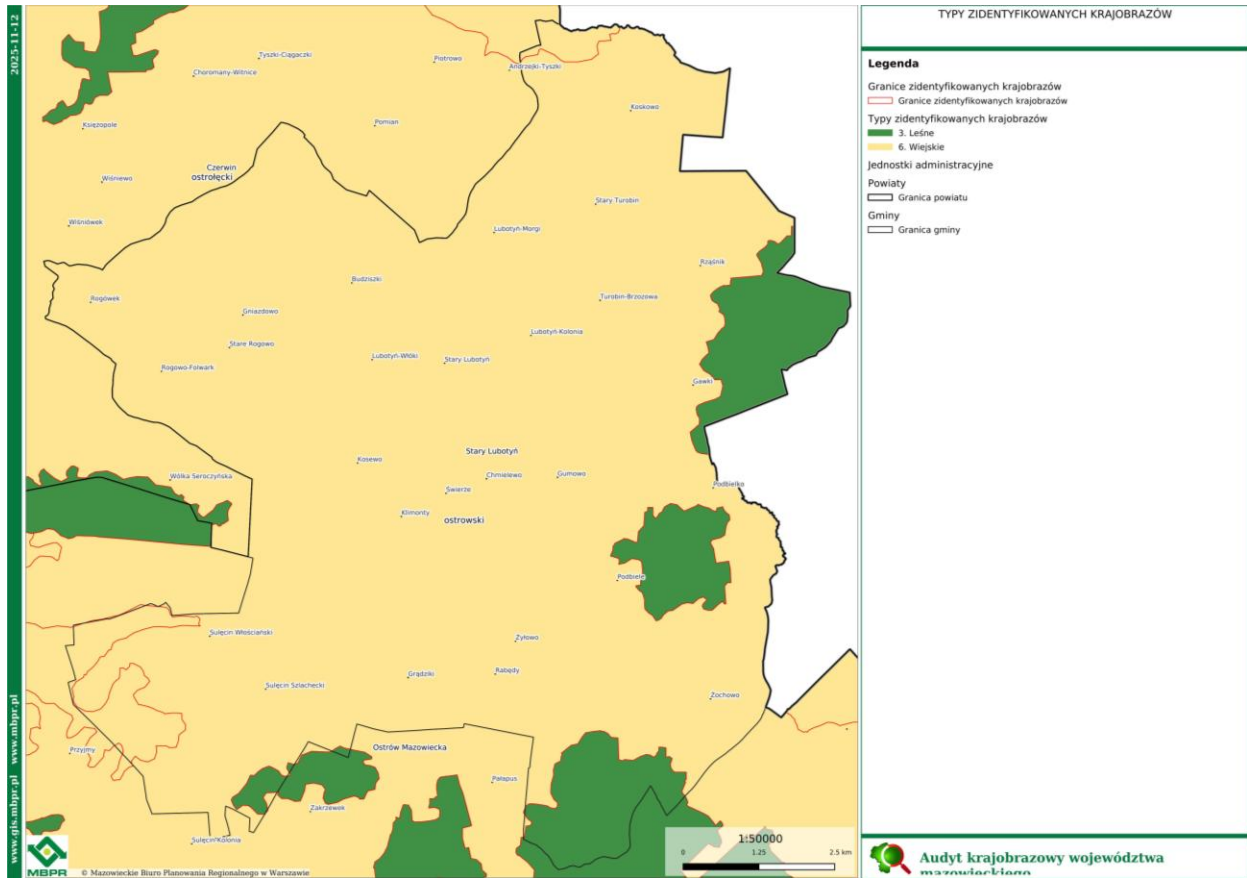 2025-11-12
www.gis.mbpr.pl www.mbpr.pl
TYPY ZIDENTYFIKOWANYCH KRAJOBRAZÓW
Legenda
Granice zidentyfikowanych krajobrazów
Granice zidentyfikowanych krajobrazów
Typy zidentyfikowanych krajobrazów
3. Leśne
6. Wiejskie
Jednostki administracyjne
Powiaty
Granica powiatu
Gminy
Granica gminy
Tyszki-Ciągaczki
Choromany-Witnice
Piotrowo
Andrzejki-Tyszki
Koskowo
Księżopole
Pomian
Czerwin
ostrołęcki
Wiśniewo
Stary Turobin
Wiśniówek
Lubotyń-Morgi
Rząśnik
Budziszki
Rogówek
Turobin-Brzozowa
Gniazdowo
Lubotyń-Kolonia
Stare Rogowo
Lubotyń-Włóki
Stary Lubotyń
Rogowo-Folwark
Gawki
Stary Lubotyń
Kosewo
Wólka Seroczyńska
Chmielewo
Gumowo
Podbielko
Świerże
Klimonty
ostrowski
Podbiele
Sulęcin Włościański
Żyłowo
Grądziki
Rabędy
Sulęcin Szlachecki
Żochowo
Przyjmy
Ostrów Mazowiecka
Pałapus
Zakrzewek
Sulęcin-Kolonia
1:50000
0 1.25 2.5 km
MBPR
© Mazowieckie Biuro Planowania Regionalnego w Warszawie
Audyt krajobrazowy województwa
mazowieckiego